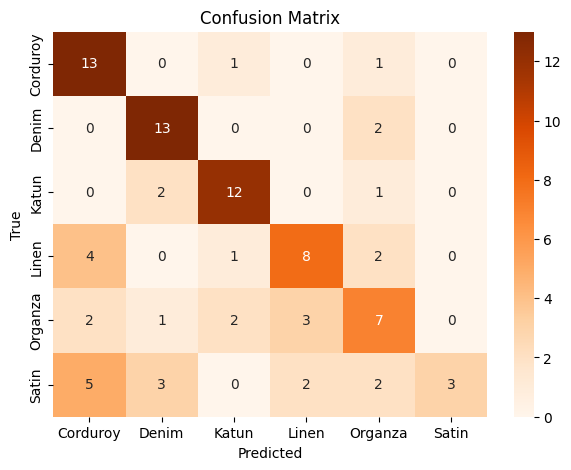 Confusion Matrix
True
Corduroy 13 0 1 0 1 0
Denim 0 13 0 0 2 0
Katun 0 2 12 0 1 0
Linen 4 0 1 8 2 0
Organza 2 1 2 3 7 0
Satin 5 3 0 2 2 3
Corduroy Denim Katun Linen Organza Satin
Predicted
12
10
8
6
4
2
0